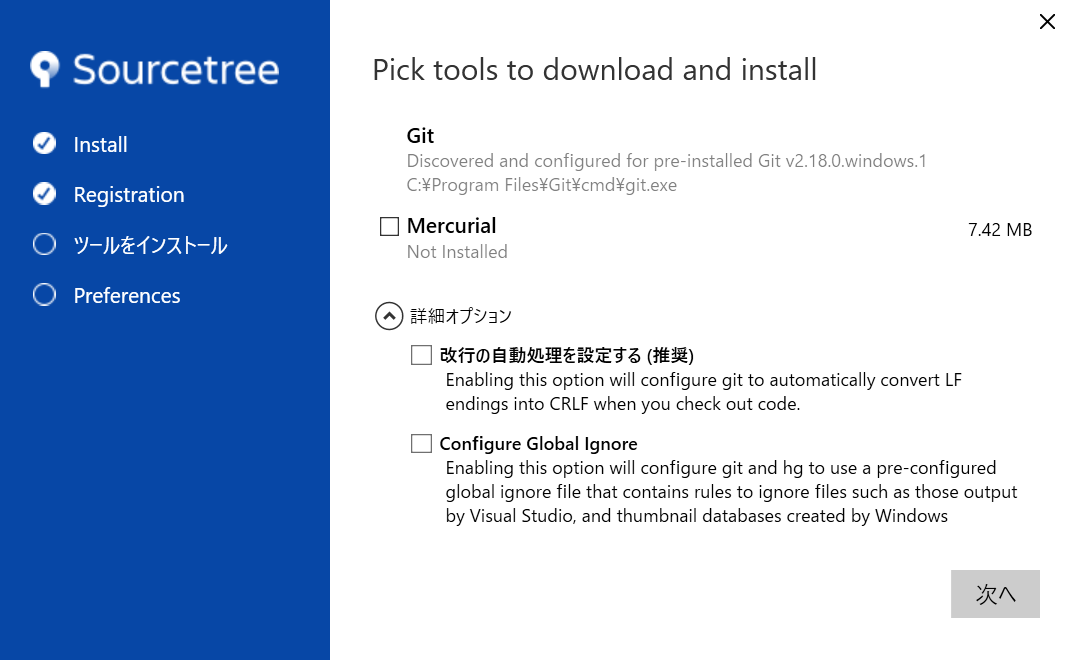 Sourcetree
Install
Registration
ツールをインストール
Preferences
Pick tools to download and install
Git
Discovered and configured for pre-installed Git v2.18.0.windows.1
C:¥Program Files¥Git¥cmd¥git.exe
Mercurial
7.42 MB
Not Installed
詳細オプション
改行の自動処理を設定する (推奨)
Enabling this option will configure git to automatically convert LF
endings into CRLF when you check out code.
Configure Global Ignore
Enabling this option will configure git and hg to use a pre-configured
global ignore file that contains rules to ignore files such as those output
by Visual Studio, and thumbnail databases created by Windows
次へ